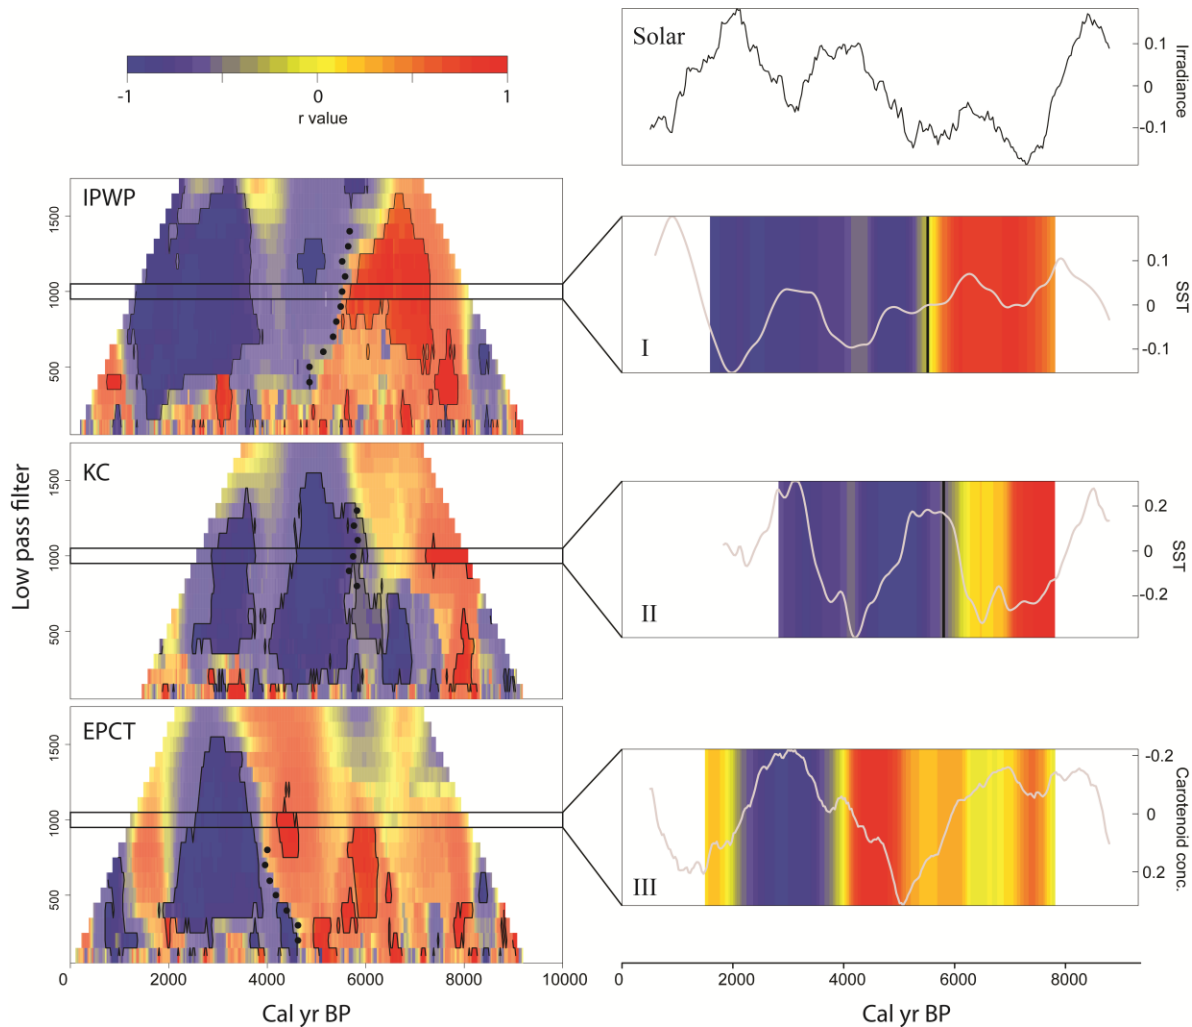 -1
0
1
r value
Solar
0.1
0
-0.1
Irradiance
IPWP
1500
1000
500
I
0.1
0
-0.1
SST
KC
1500
1000
500
Low pass filter
II
0.2
0
-0.2
SST
EPCT
1500
1000
500
III
-0.2
0
0.2
Carotenoid conc.
0
2000
4000
6000
8000
10000
Cal yr BP
0
2000
4000
6000
8000
Cal yr BP